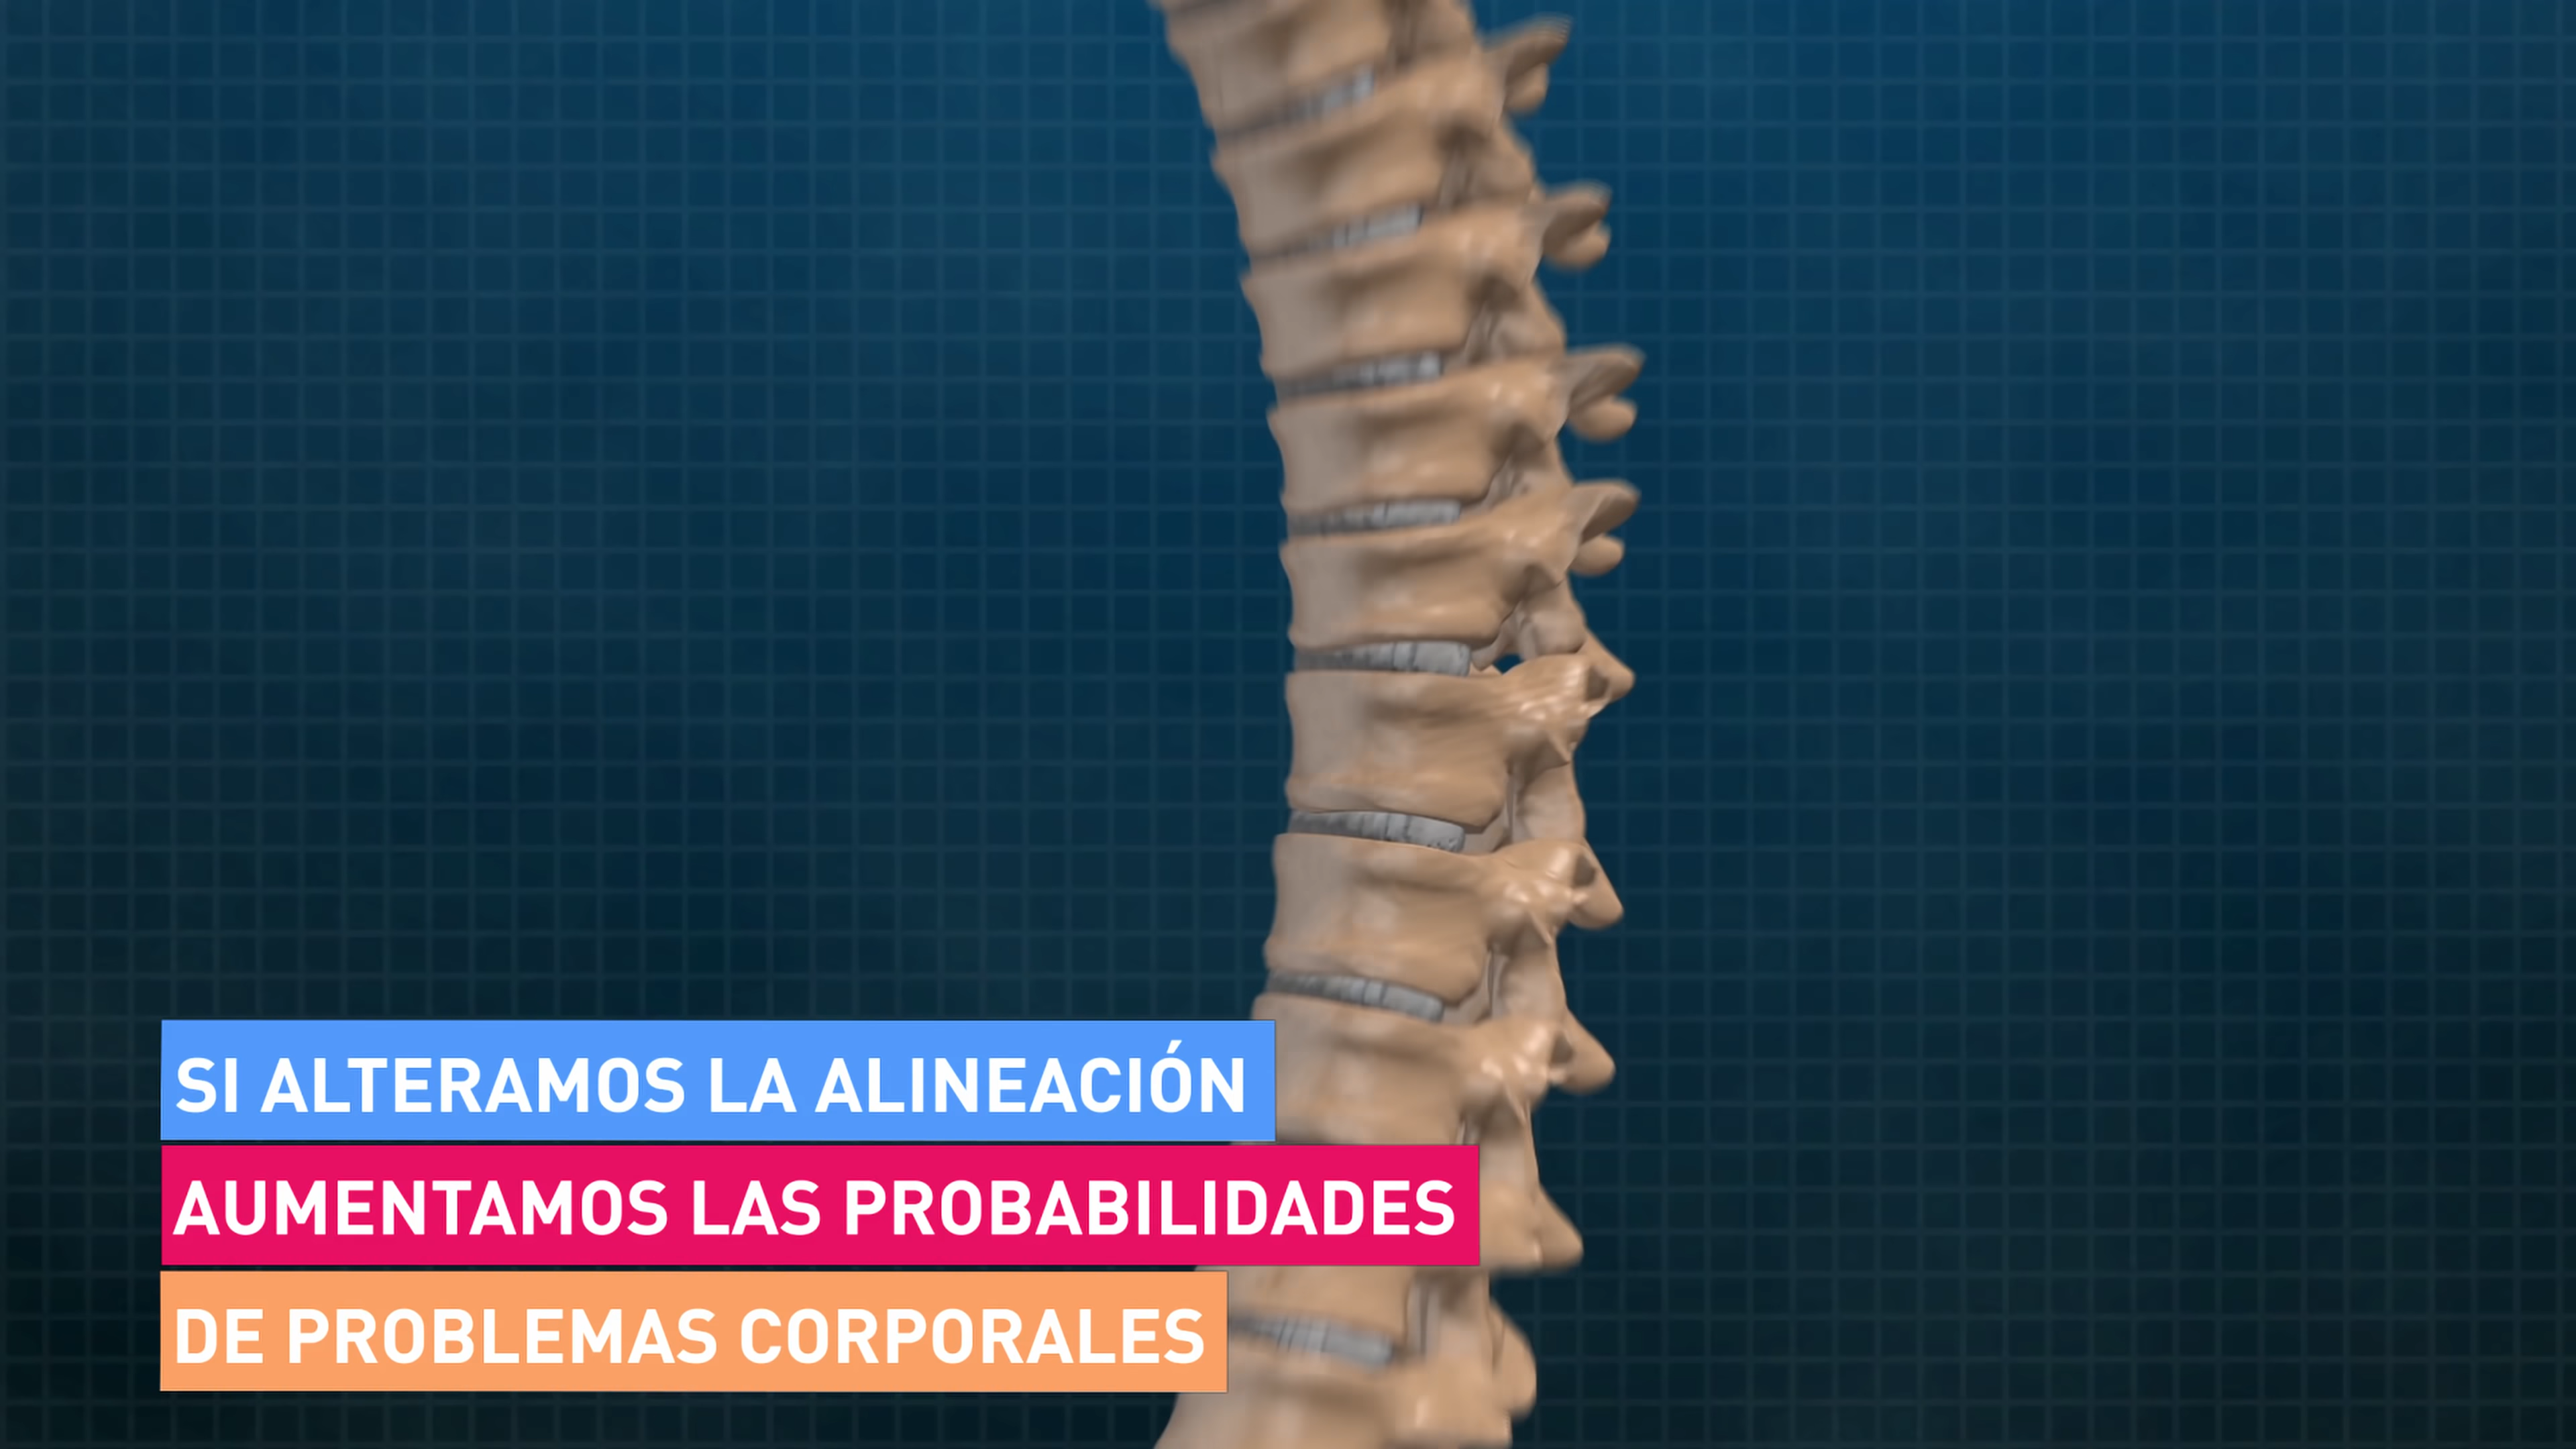 SI ALTERAMOS LA ALINEACIÓN
AUMENTAMOS LAS PROBABILIDADES
DE PROBLEMAS CORPORALES